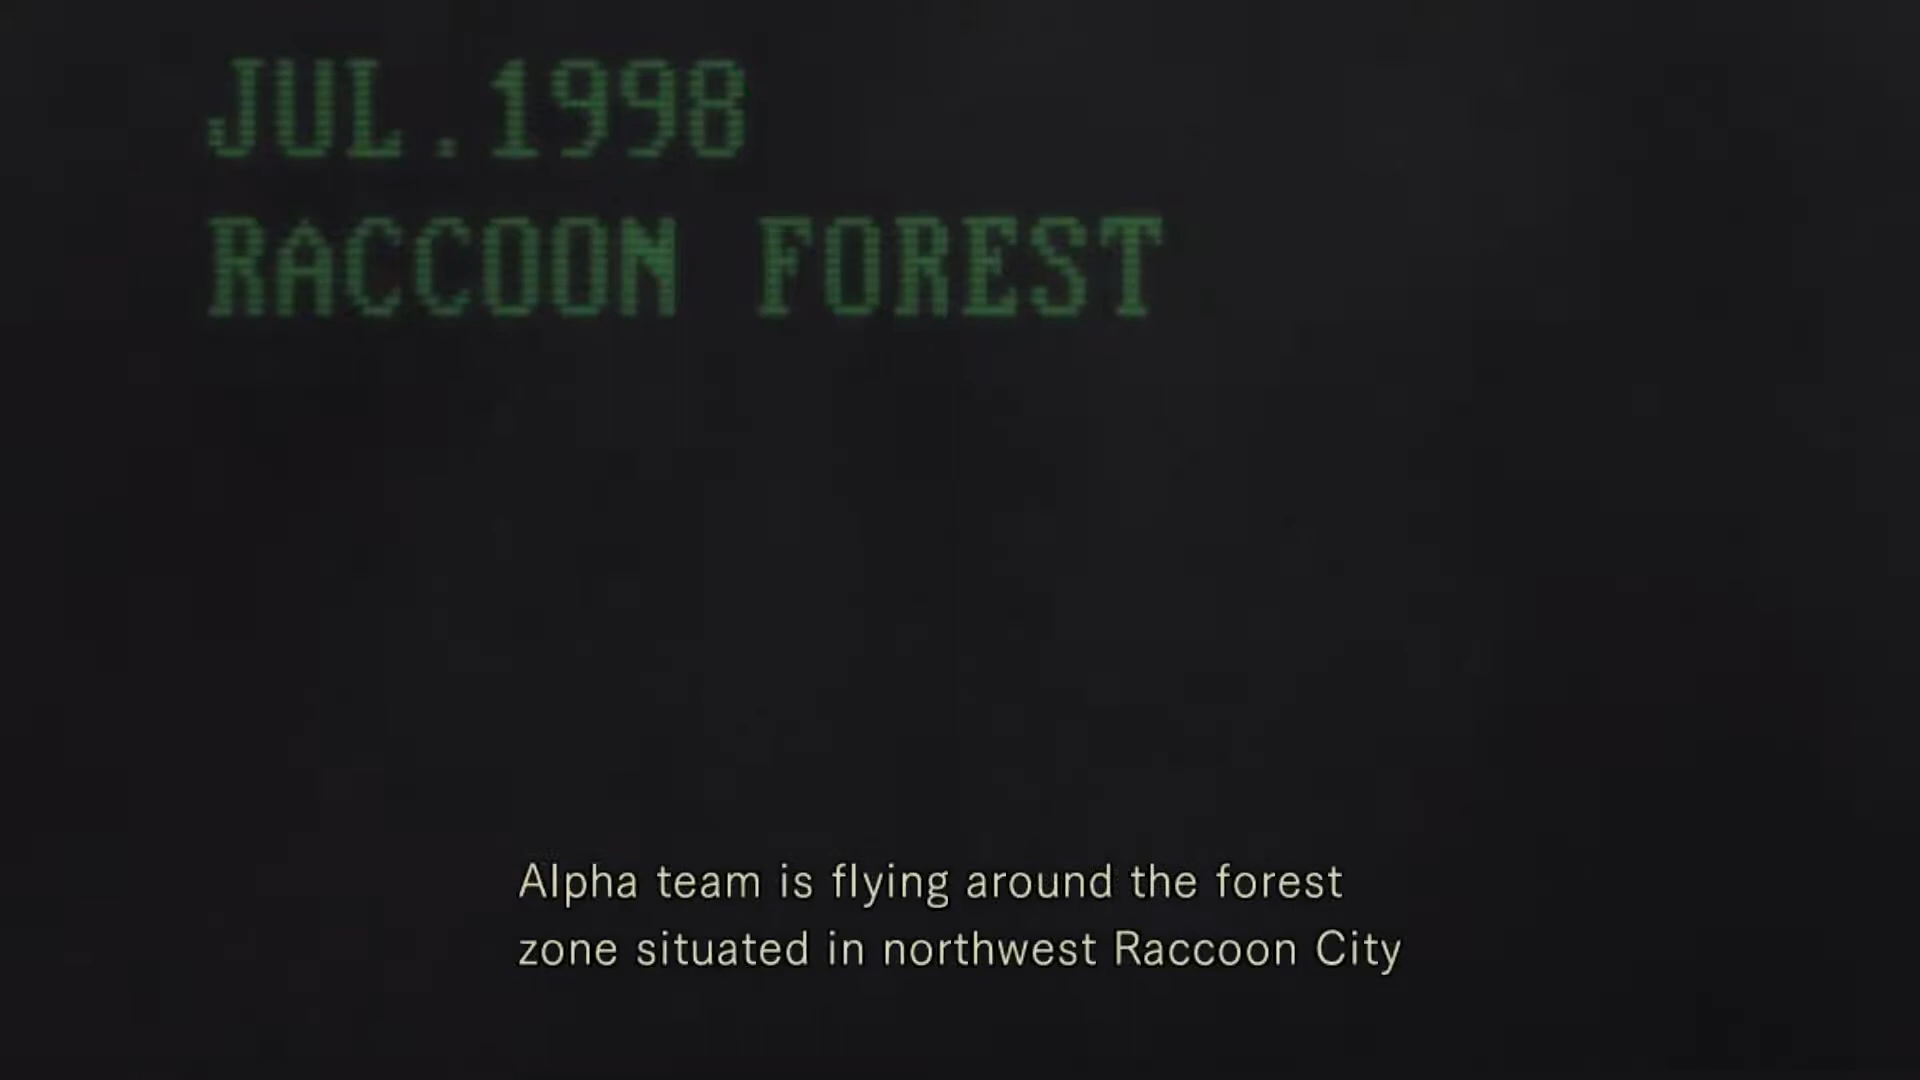 JUL.1998
RACCOON FOREST
Alpha team is flying around the forest
zone situated in northwest Raccoon City